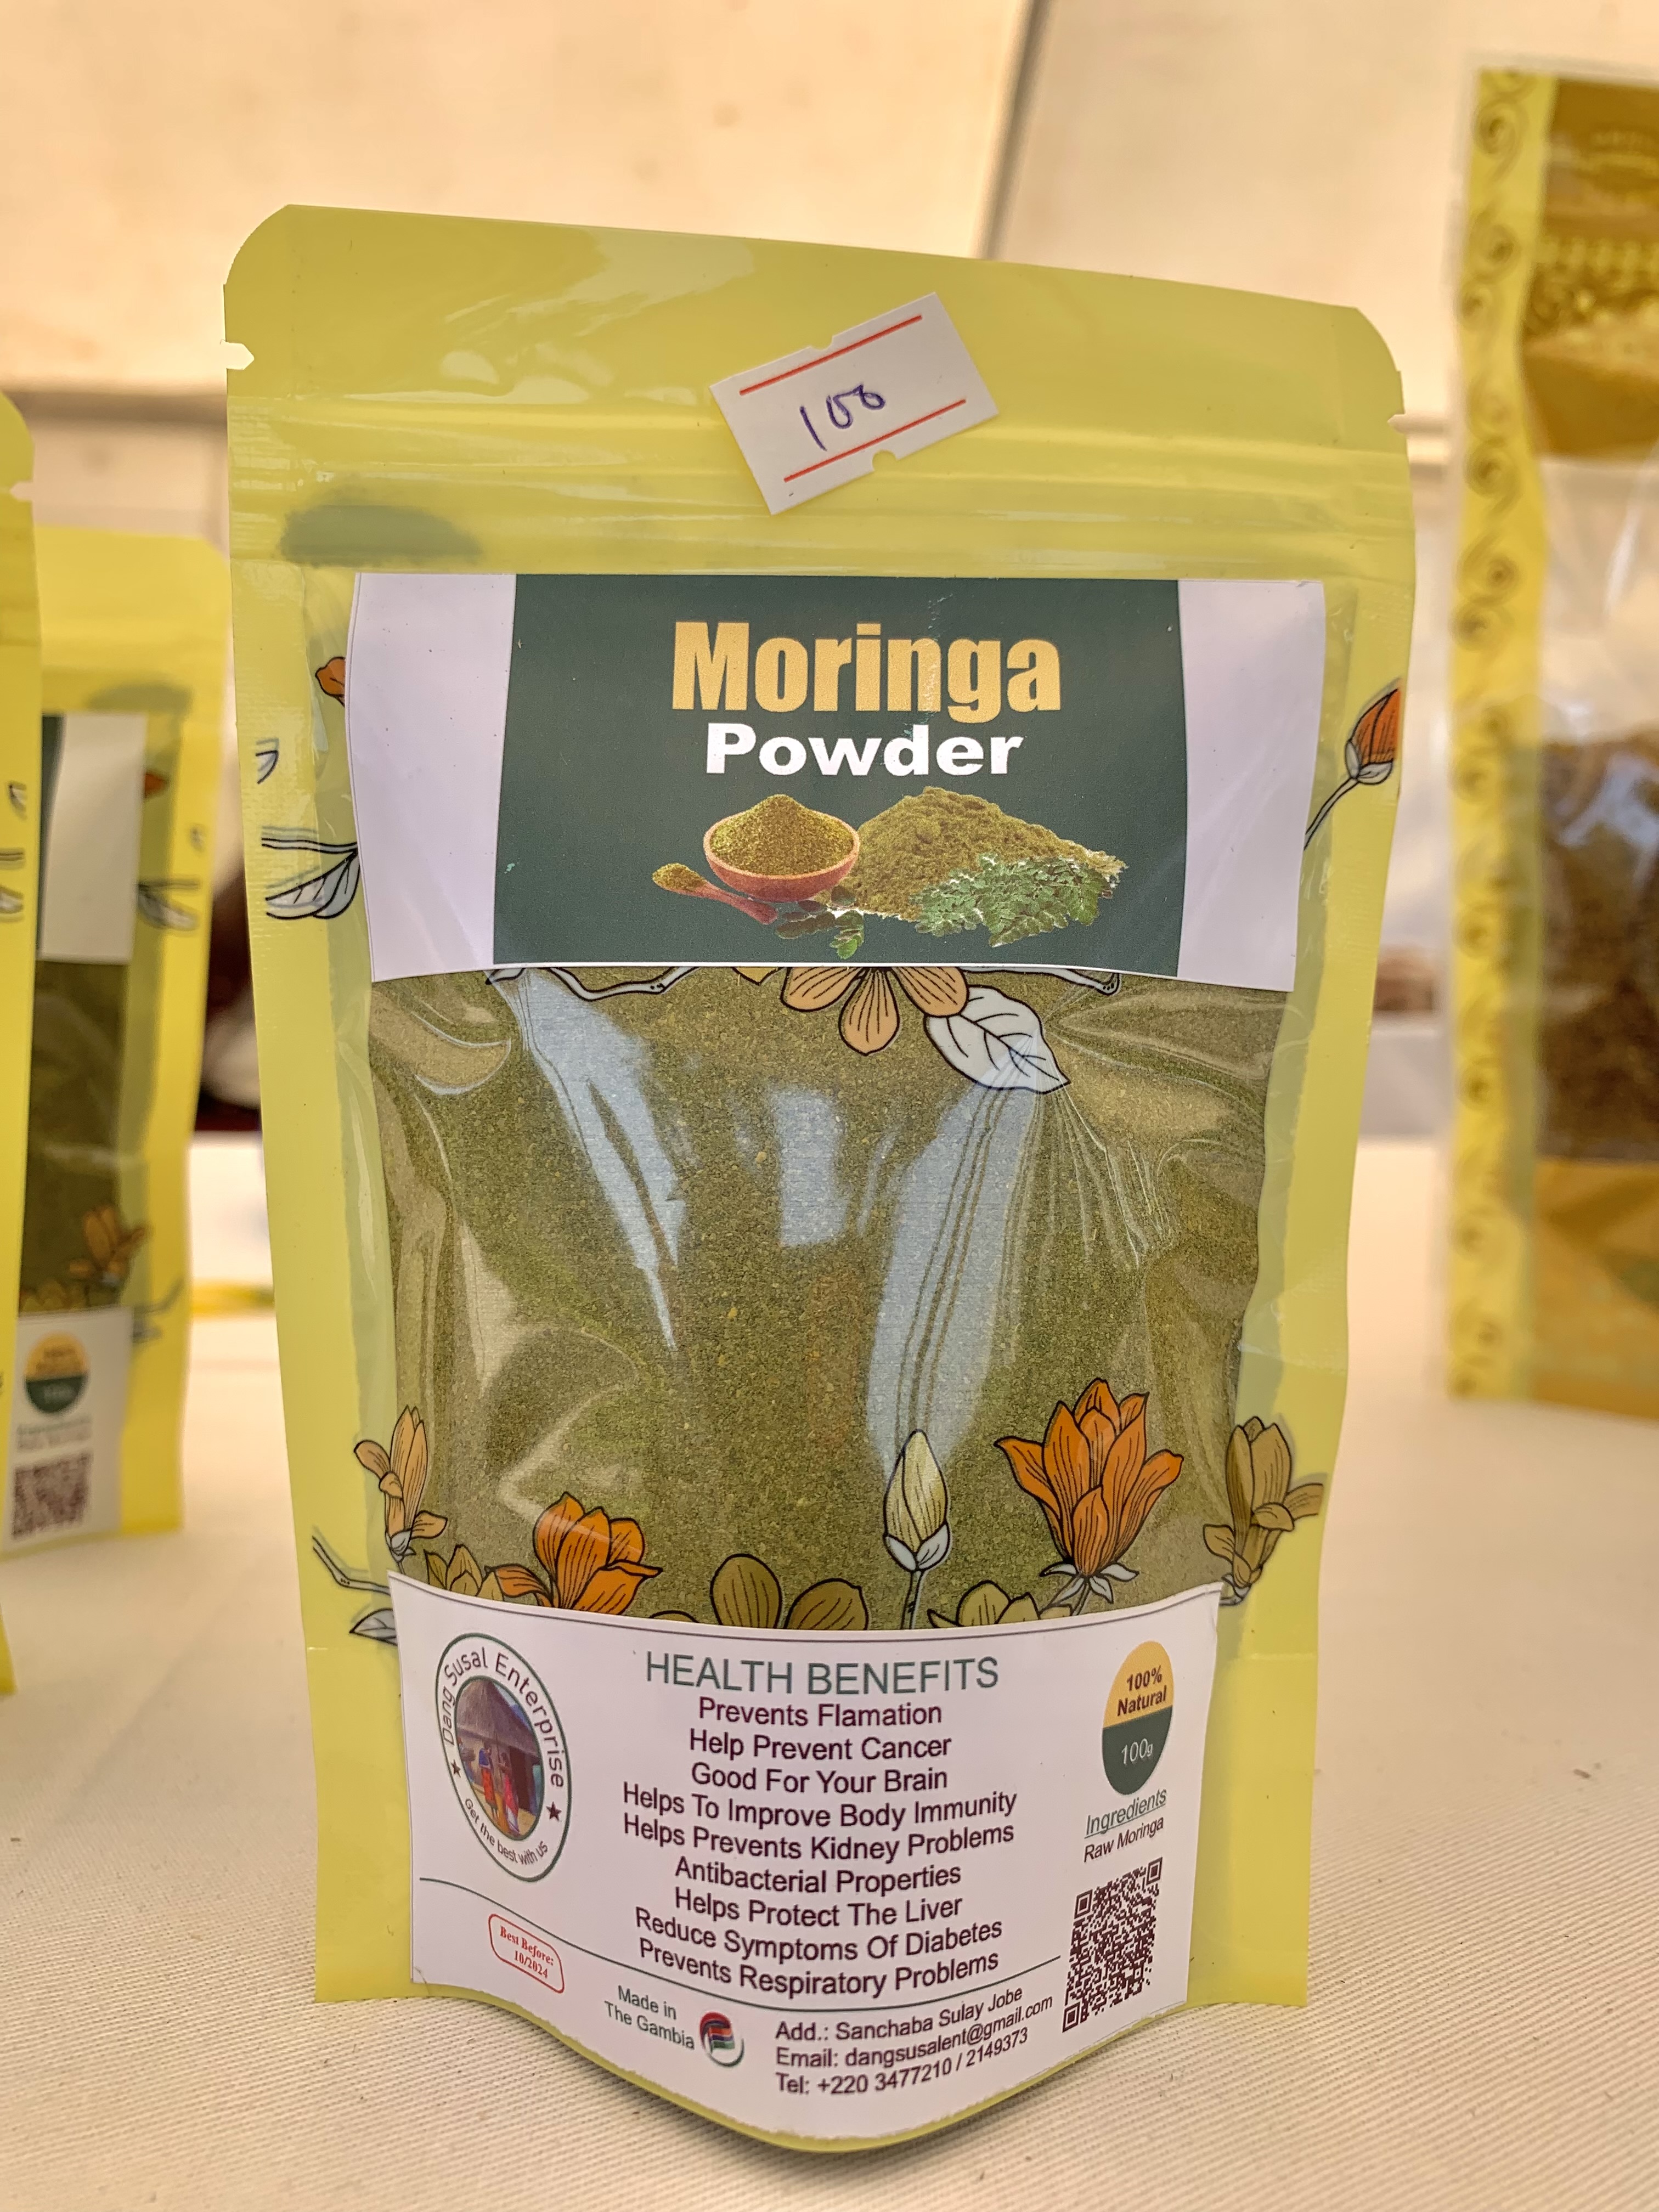 100
Moringa
Powder
Dang Susal Enterprise
Get the best with us
HEALTH BENEFITS
Prevents Flamation
Help Prevent Cancer
Good For Your Brain
Helps To Improve Body Immunity
Helps Prevents Kidney Problems
Antibacterial Properties
Helps Protect The Liver
Reduce Symptoms Of Diabetes
Prevents Respiratory Problems
100%
Natural
100g
Ingredients
Raw Moringa
Best Before:
10/2024
Made in
The Gambia
Add.: Sanchaba Sulay Jobe
Email: dangsusalent@gmail.com
Tel: +220 3477210 / 2149373